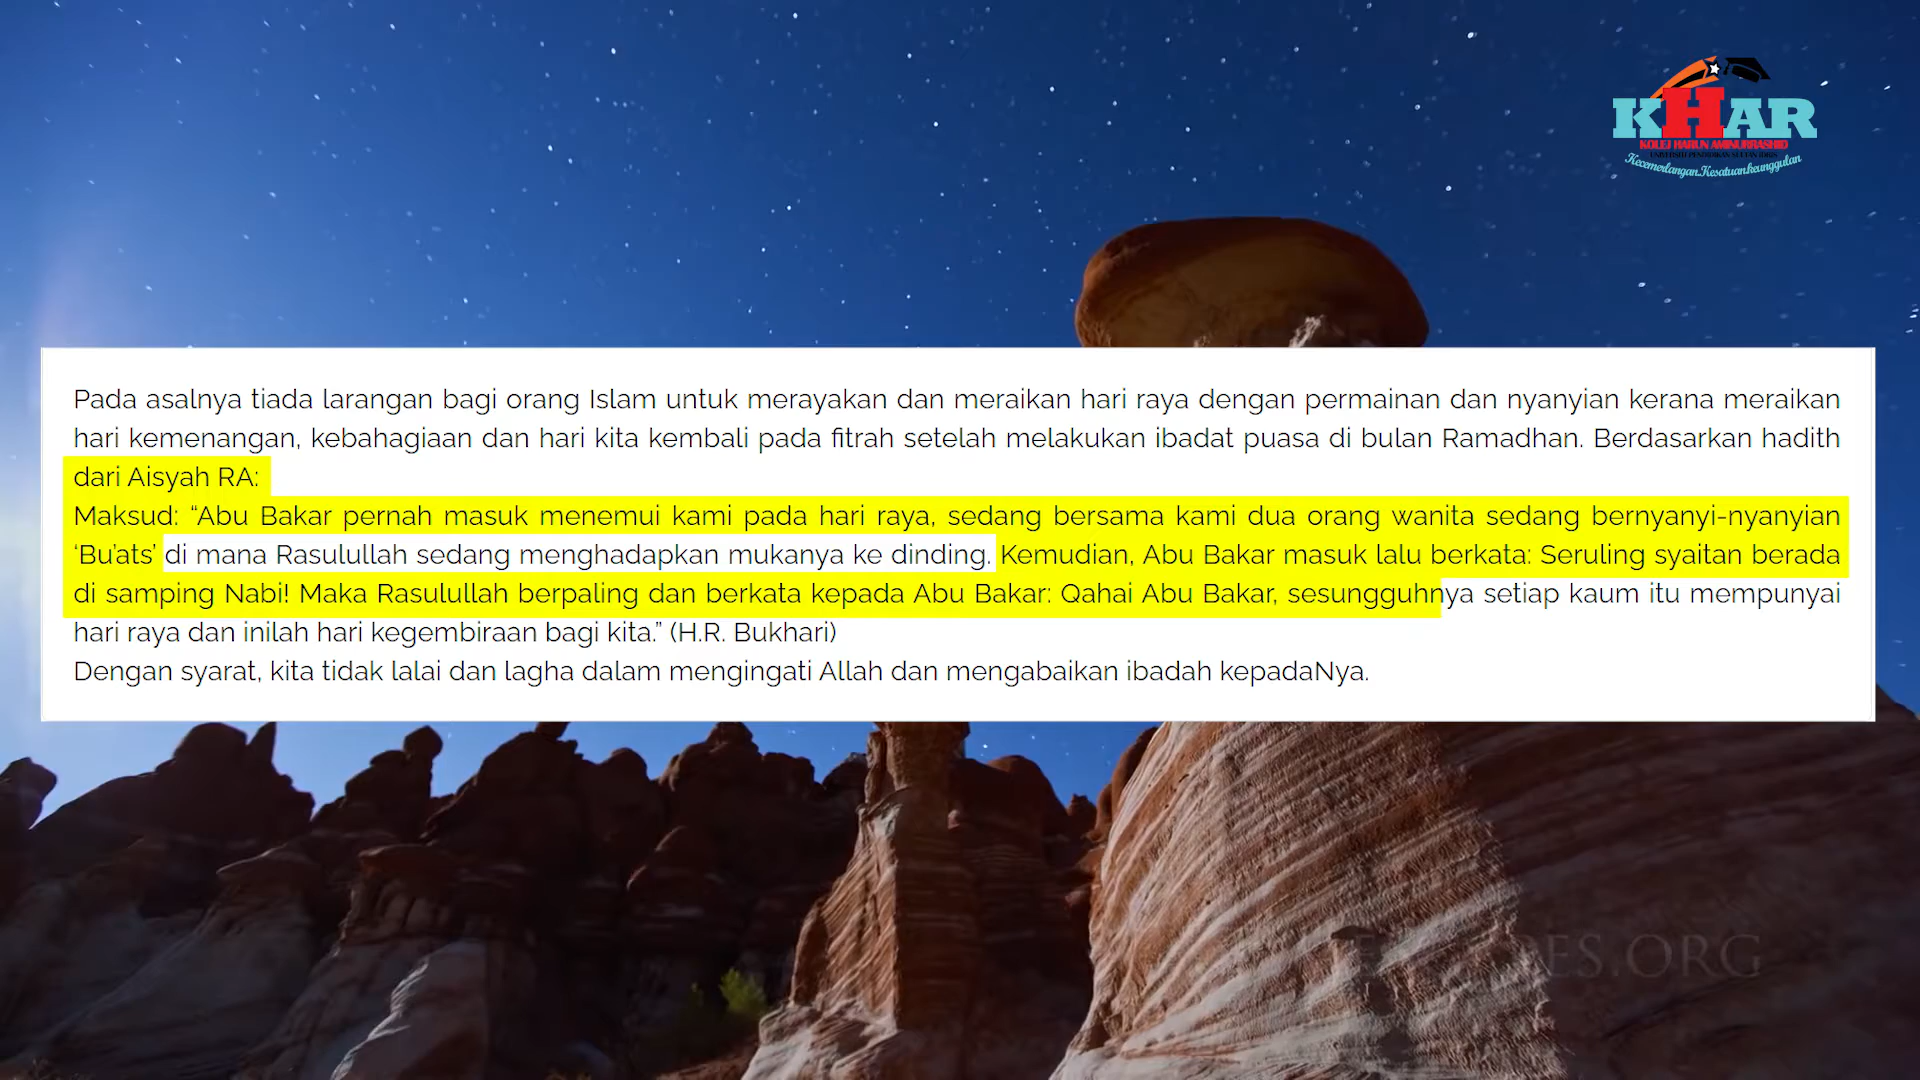 KHAR
KOLEJ HARUN AMINURRASHID
UNIVERSITI PENDIDIKAN SULTAN IDRIS
Kecemerlangan.Kesatuan.keunggulan
Pada asalnya tiada larangan bagi orang Islam untuk merayakan dan meraikan hari raya dengan permainan dan nyanyian kerana meraikan
hari kemenangan, kebahagiaan dan hari kita kembali pada fitrah setelah melakukan ibadat puasa di bulan Ramadhan. Berdasarkan hadith
dari Aisyah RA:
Maksud: “Abu Bakar pernah masuk menemui kami pada hari raya, sedang bersama kami dua orang wanita sedang bernyanyi-nyanyian
‘Bu’ats’ di mana Rasulullah sedang menghadapkan mukanya ke dinding. Kemudian, Abu Bakar masuk lalu berkata: Seruling syaitan berada
di samping Nabi! Maka Rasulullah berpaling dan berkata kepada Abu Bakar: Qahai Abu Bakar, sesungguhnya setiap kaum itu mempunyai
hari raya dan inilah hari kegembiraan bagi kita.” (H.R. Bukhari)
Dengan syarat, kita tidak lalai dan lagha dalam mengingati Allah dan mengabaikan ibadah kepadaNya.